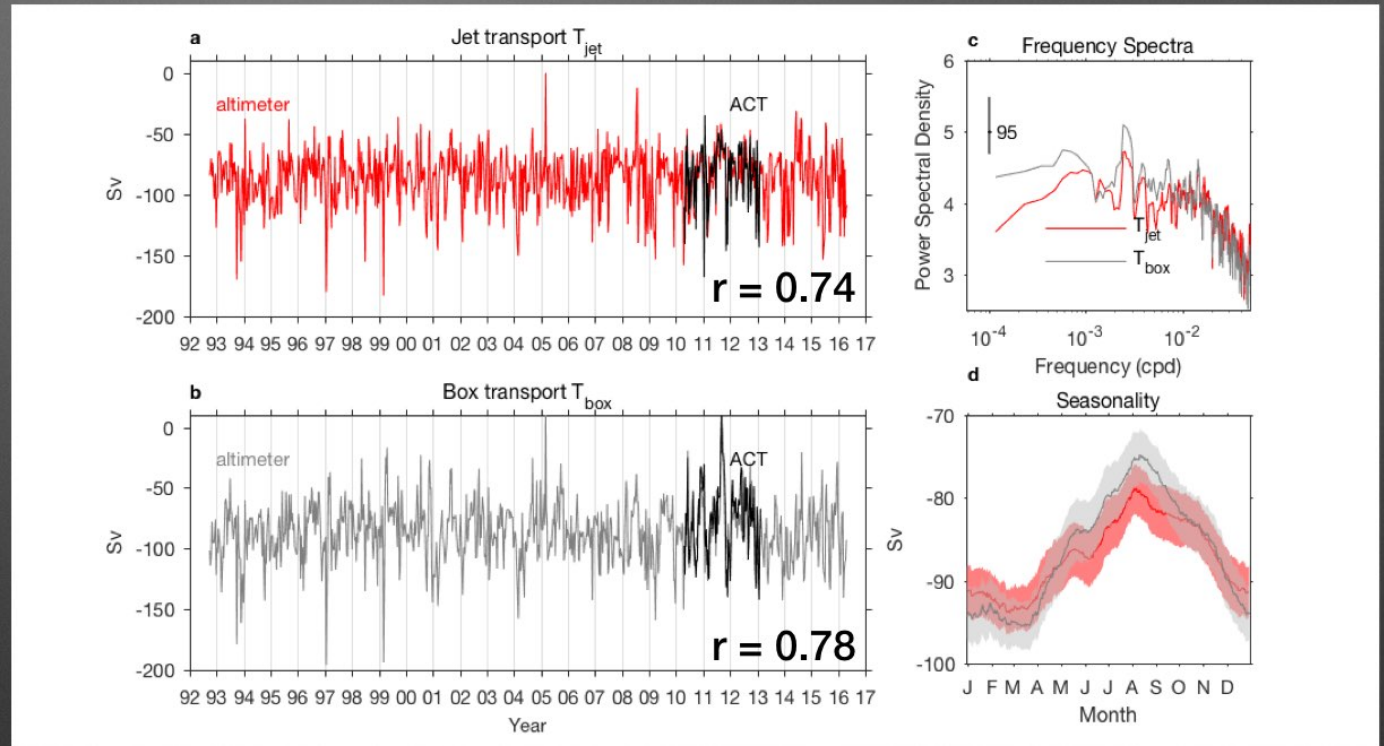 a
Jet transport T_jet
0
-50
-100
-150
-200
Sv
altimeter
ACT
r = 0.74
92 93 94 95 96 97 98 99 00 01 02 03 04 05 06 07 08 09 10 11 12 13 14 15 16 17
b
Box transport T_box
0
-50
-100
-150
-200
Sv
altimeter
ACT
r = 0.78
92 93 94 95 96 97 98 99 00 01 02 03 04 05 06 07 08 09 10 11 12 13 14 15 16 17
Year
c
Frequency Spectra
6
5
4
3
Power Spectral Density
95
T_jet
T_box
10^-4 10^-3 10^-2
Frequency (cpd)
d
Seasonality
-70
-80
-90
-100
Sv
J F M A M J J A S O N D
Month